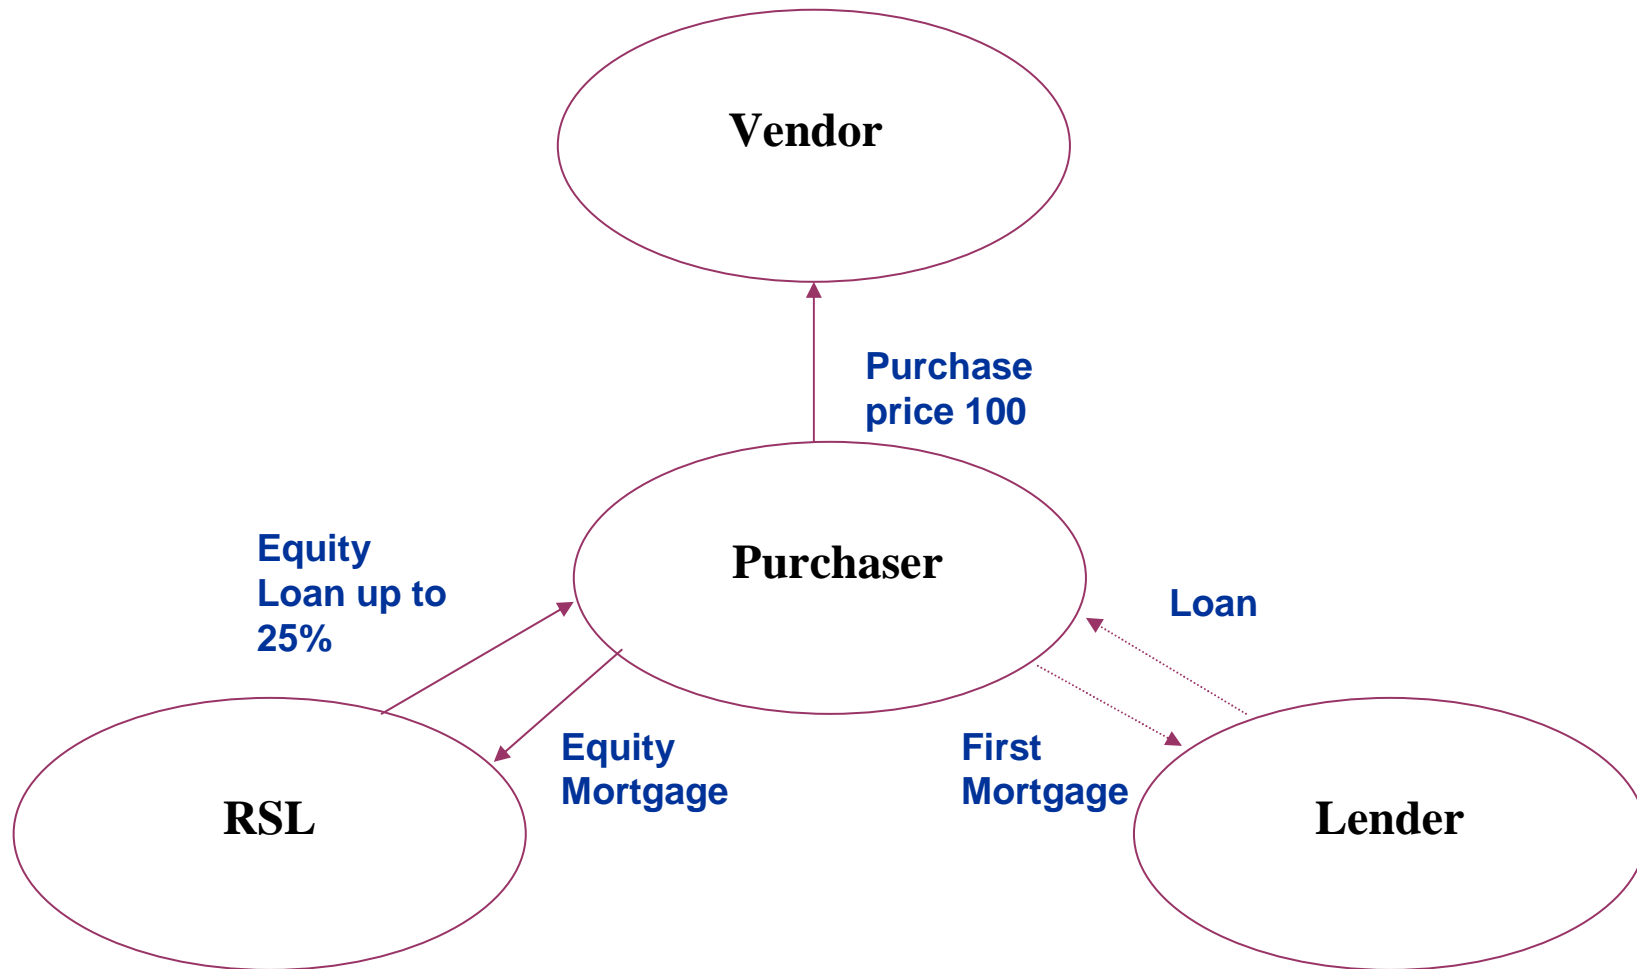 Vendor
Purchase
price 100
Purchaser
Equity
Loan up to
25%
Loan
Equity
Mortgage
First
Mortgage
RSL
Lender